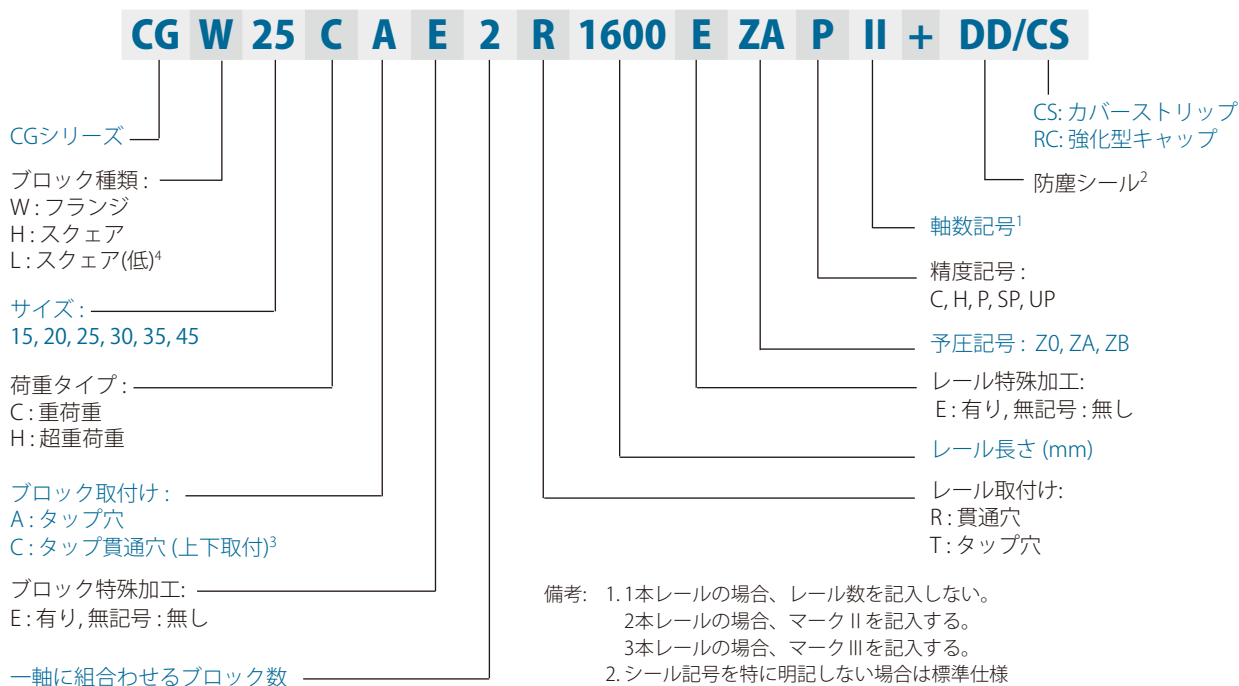 CG W 25 C A E 2 R 1600 E ZA P II + DD/CS
CGシリーズ
ブロック種類 :
W : フランジ
H : スクェア
L : スクェア(低)4
サイズ :
15, 20, 25, 30, 35, 45
荷重タイプ :
C : 重荷重
H : 超重荷重
ブロック取付け :
A : タップ穴
C : タップ貫通穴 (上下取付)3
ブロック特殊加工:
E : 有り, 無記号 : 無し
一軸に組合わせるブロック数
CS: カバーストリップ
RC: 強化型キャップ
防塵シール2
軸数記号1
精度記号 :
C, H, P, SP, UP
予圧記号 : Z0, ZA, ZB
レール特殊加工:
E : 有り, 無記号 : 無し
レール長さ (mm)
レール取付け:
R : 貫通穴
T : タップ穴
備考: 1. 1本レールの場合、レール数を記入しない。
2本レールの場合、マークⅡを記入する。
3本レールの場合、マークⅢを記入する。
2. シール記号を特に明記しない場合は標準仕様